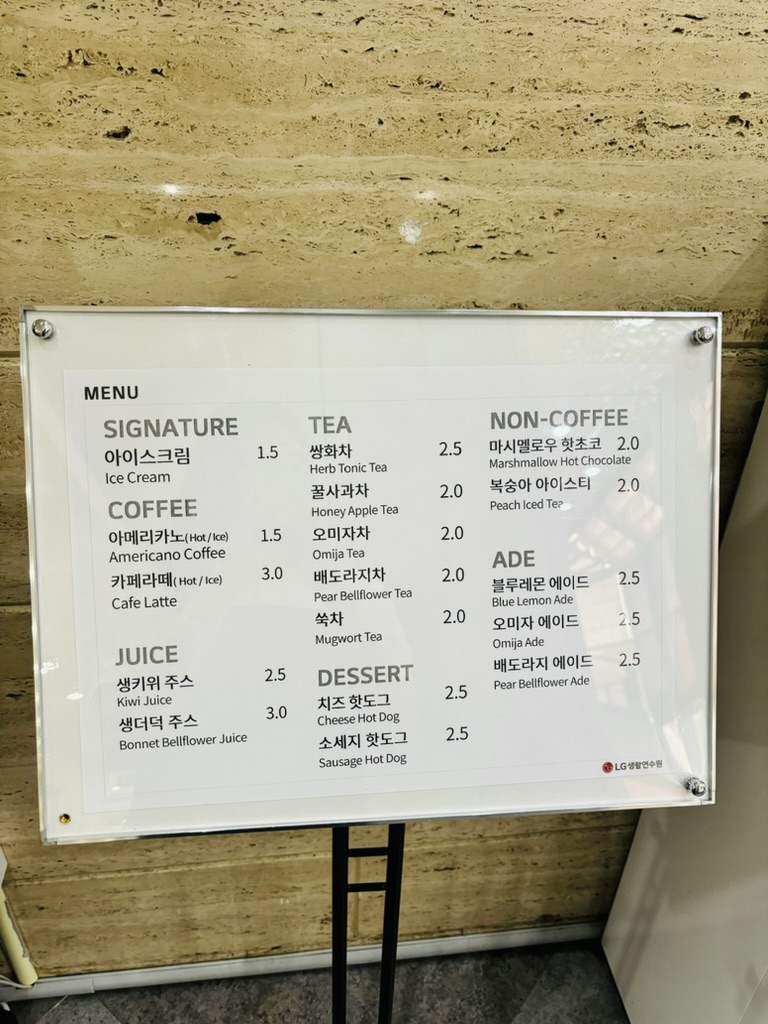 MENU
SIGNATURE
아이스크림 1.5
Ice Cream
COFFEE
아메리카노(Hot / Ice) 1.5
Americano Coffee
카페라떼(Hot / Ice) 3.0
Cafe Latte
JUICE
생키위 주스 2.5
Kiwi Juice
생더덕 주스 3.0
Bonnet Bellflower Juice
TEA
쌍화차 2.5
Herb Tonic Tea
꿀사과차 2.0
Honey Apple Tea
오미자차 2.0
Omija Tea
배도라지차 2.0
Pear Bellflower Tea
쑥차 2.0
Mugwort Tea
DESSERT
치즈 핫도그 2.5
Cheese Hot Dog
소세지 핫도그 2.5
Sausage Hot Dog
NON-COFFEE
마시멜로우 핫초코 2.0
Marshmallow Hot Chocolate
복숭아 아이스티 2.0
Peach Iced Tea
ADE
블루레몬 에이드 2.5
Blue Lemon Ade
오미자 에이드 2.5
Omija Ade
배도라지 에이드 2.5
Pear Bellflower Ade
LG생활연수원